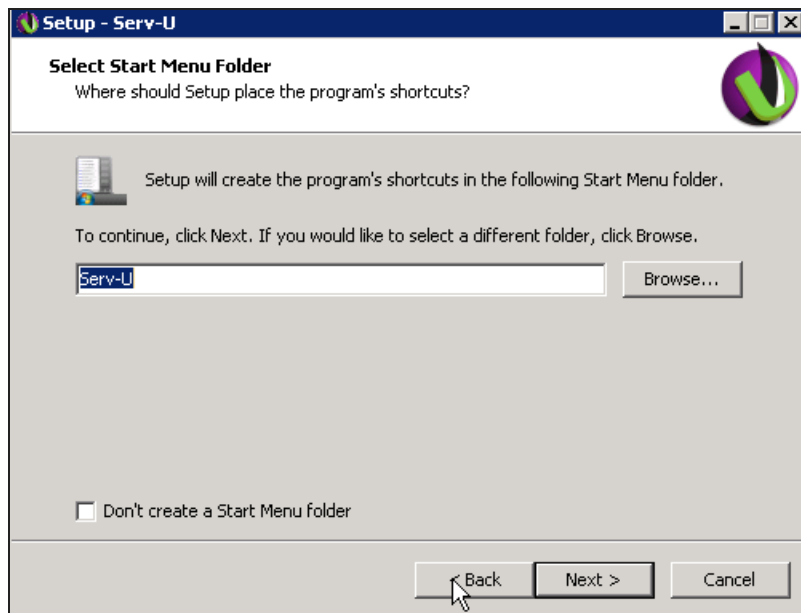 Setup - Serv-U
Select Start Menu Folder
Where should Setup place the program's shortcuts?
Setup will create the program's shortcuts in the following Start Menu folder.
To continue, click Next. If you would like to select a different folder, click Browse.
Serv-U
Browse...
Don't create a Start Menu folder
< Back
Next >
Cancel